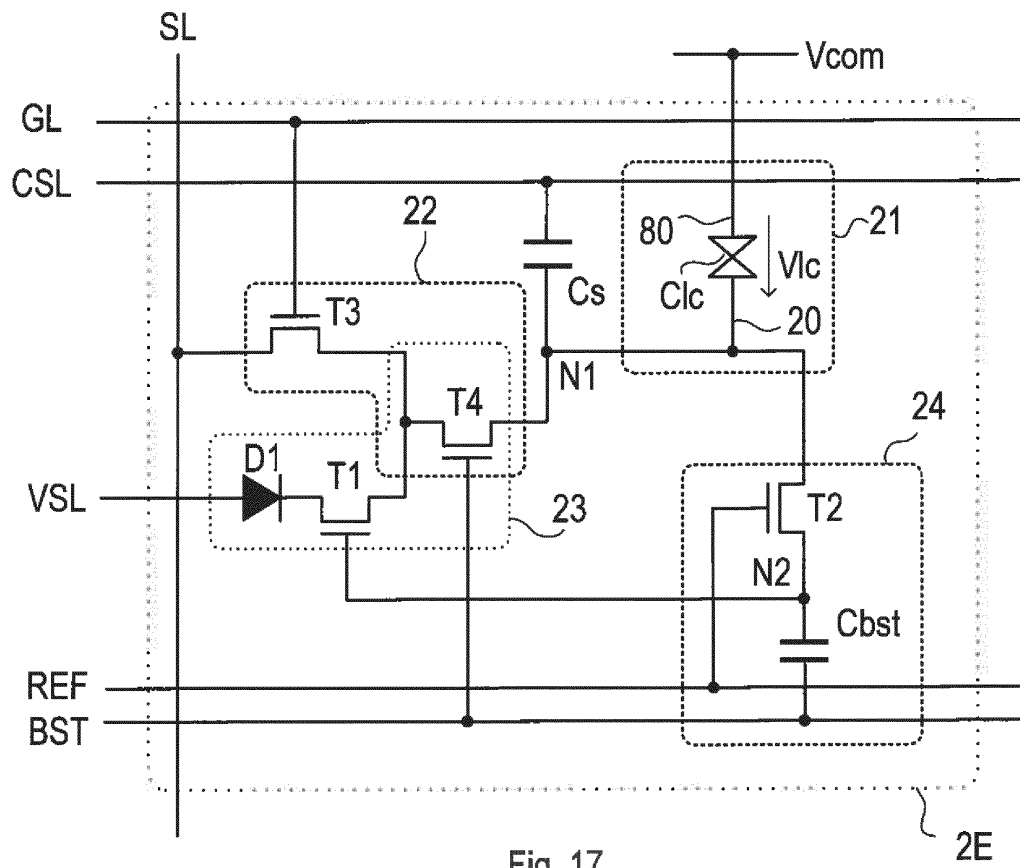 SL
Vcom
GL
CSL
22
80
21
Vlc
Clc
Cs
20
T3
N1
T4
24
D1
T1
VSL
23
T2
N2
Cbst
REF
BST
2E
Fig. 17